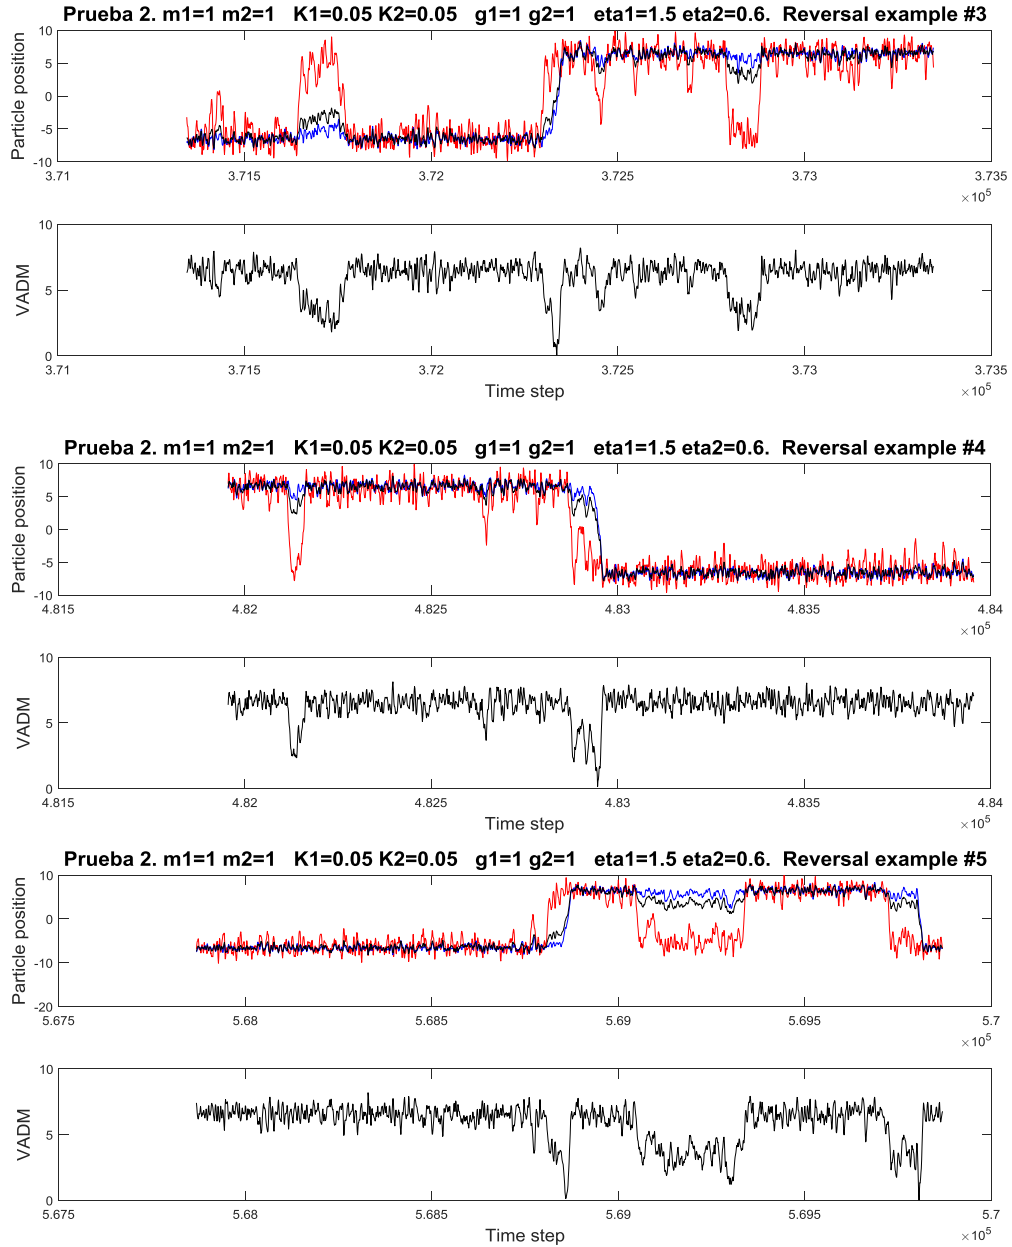 Prueba 2. m1=1 m2=1 K1=0.05 K2=0.05 g1=1 g2=1 eta1=1.5 eta2=0.6. Reversal example #3
Particle position
10
5
0
-5
-10
3.71 3.715 3.72 3.725 3.73 3.735
×10^5
VADM
10
5
0
3.71 3.715 3.72 3.725 3.73 3.735
×10^5
Time step
Prueba 2. m1=1 m2=1 K1=0.05 K2=0.05 g1=1 g2=1 eta1=1.5 eta2=0.6. Reversal example #4
Particle position
10
5
0
-5
-10
4.815 4.82 4.825 4.83 4.835 4.84
×10^5
VADM
10
5
0
4.815 4.82 4.825 4.83 4.835 4.84
×10^5
Time step
Prueba 2. m1=1 m2=1 K1=0.05 K2=0.05 g1=1 g2=1 eta1=1.5 eta2=0.6. Reversal example #5
Particle position
10
0
-10
-20
5.675 5.68 5.685 5.69 5.695 5.7
×10^5
VADM
10
5
0
5.675 5.68 5.685 5.69 5.695 5.7
×10^5
Time step